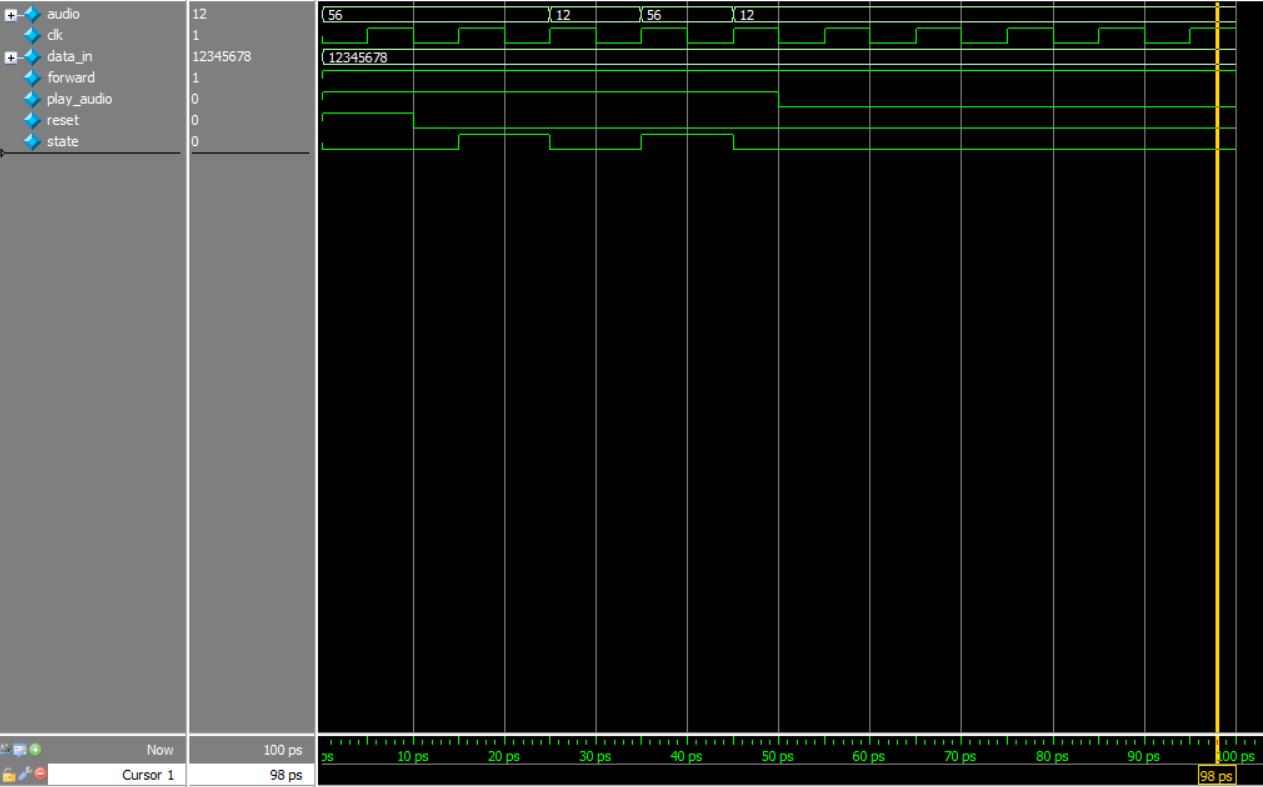 audio 12 56 12 56 12
clk 1
data_in 12345678 12345678
forward 1
play_audio 0
reset 0
state 0
Now 100 ps ps 10 ps 20 ps 30 ps 40 ps 50 ps 60 ps 70 ps 80 ps 90 ps 100 ps
Cursor 1 98 ps 98 ps